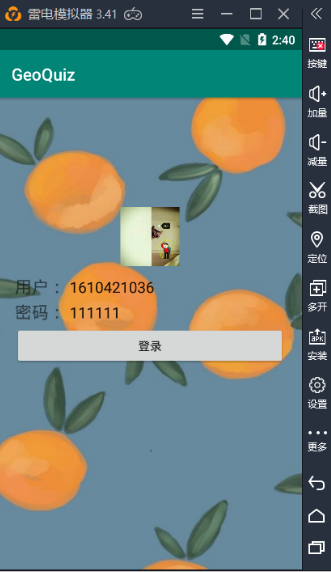 雷电模拟器 3.41
2:40
GeoQuiz
用户：1610421036
密码：111111
登录
按键
加量
减量
截图
定位
多开
APK
安装
设置
更多